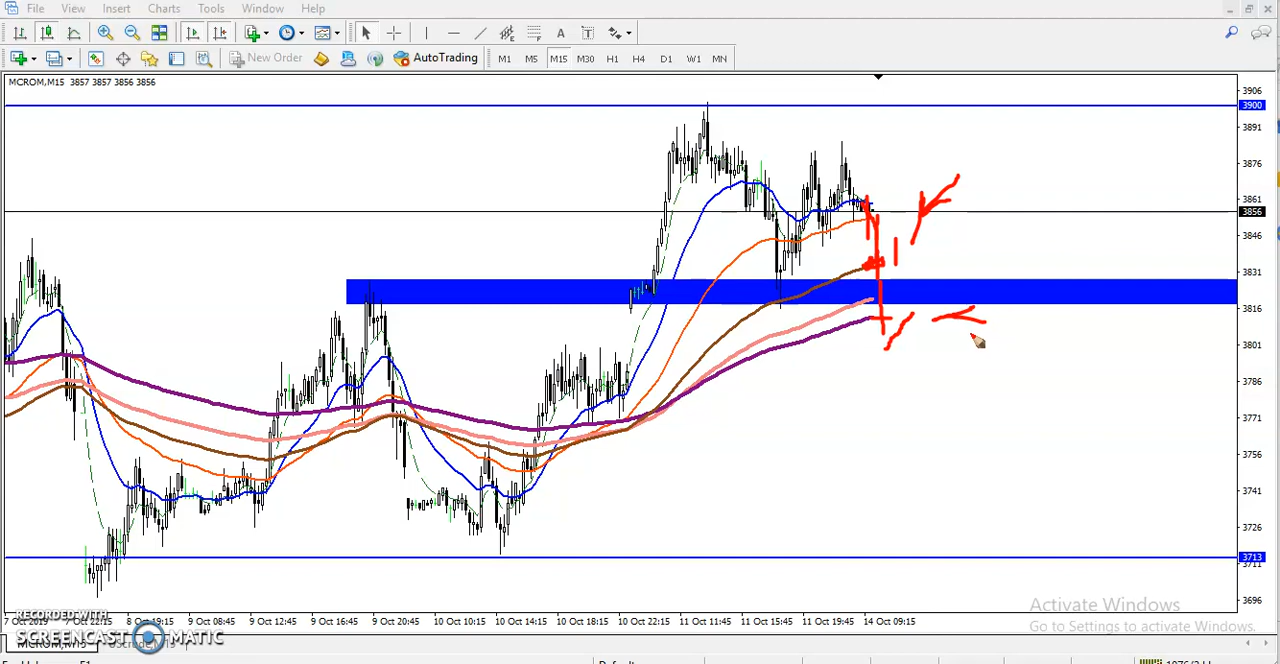 File View Insert Charts Tools Window Help
New Order AutoTrading M1 M5 M15 M30 H1 H4 D1 W1 MN
MCROM,M15 3857 3857 3856 3856
3906
3900
3891
3876
3861
3856
3846
3831
3816
3801
3786
3771
3756
3741
3726
3713
3711
3696
7 Oct 2019 7 Oct 22:15 8 Oct 19:15 9 Oct 08:45 9 Oct 12:45 9 Oct 16:45 9 Oct 20:45 10 Oct 10:15 10 Oct 14:15 10 Oct 18:15 10 Oct 22:15 11 Oct 11:45 11 Oct 15:45 11 Oct 19:45 14 Oct 09:15
RECORDED WITH
SCREENCAST MATIC
Activate Windows
Go to Settings to activate Windows.
MCROM,M15